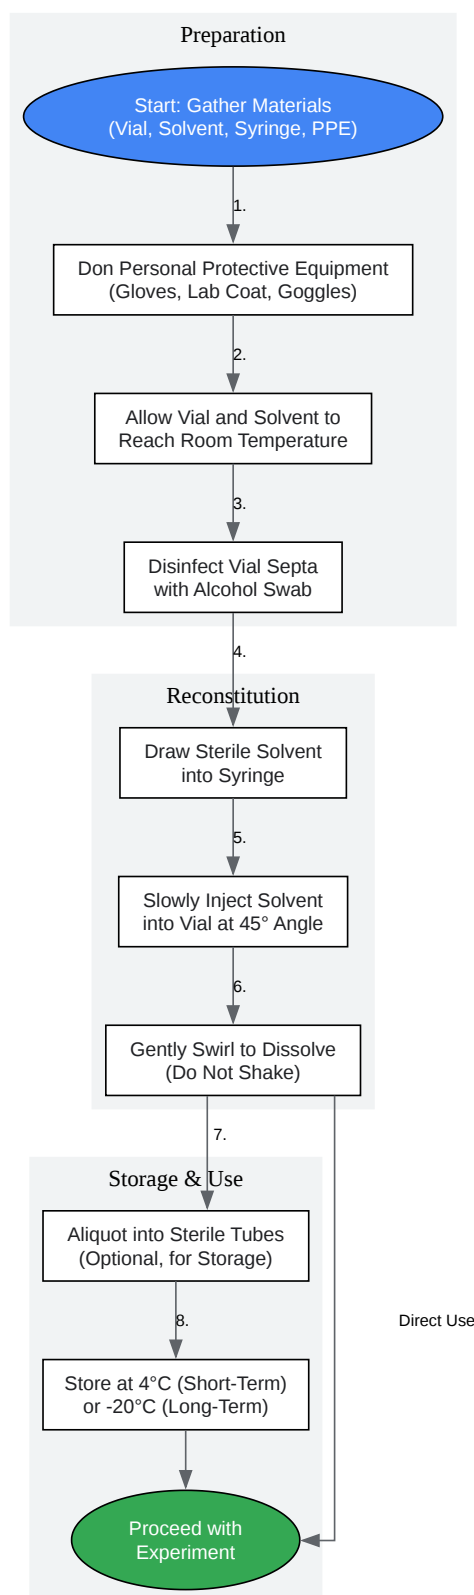 Preparation
Start: Gather Materials
(Vial, Solvent, Syringe, PPE)
1.
Don Personal Protective Equipment
(Gloves, Lab Coat, Goggles)
2.
Allow Vial and Solvent to
Reach Room Temperature
3.
Disinfect Vial Septa
with Alcohol Swab
4.
Reconstitution
Draw Sterile Solvent
into Syringe
5.
Slowly Inject Solvent
into Vial at 45° Angle
6.
Gently Swirl to Dissolve
(Do Not Shake)
7.
Storage & Use
Aliquot into Sterile Tubes
(Optional, for Storage)
8.
Direct Use
Store at 4°C (Short-Term)
or -20°C (Long-Term)
Proceed with
Experiment